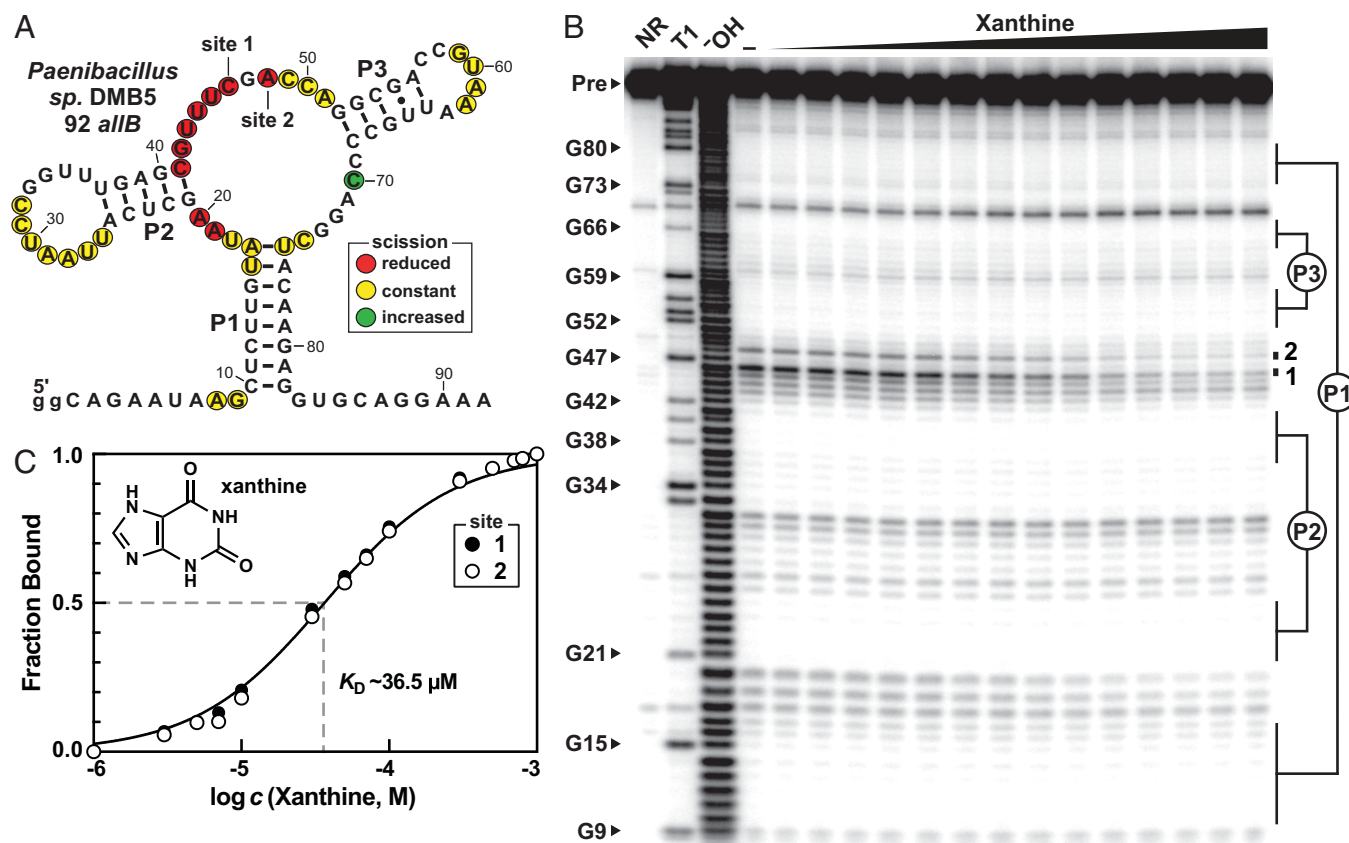 A
Paenibacillus
sp. DMB5
92 allB
site 1
site 2
P3
P2
P1
10
20
30
40
50
60
70
80
90
5'
ggCAGAAUAAG
GUGCAGGAAA
scission
reduced
constant
increased
B
NR
T1
-OH
–
Xanthine
Pre
G80
G73
G66
G59
G52
G47
G42
G38
G34
G21
G15
G9
P3
2
1
P1
P2
C
Fraction Bound
1.0
0.5
0.0
-6
-5
-4
-3
log c (Xanthine, M)
xanthine
H
N
O
NH
N
N
H
O
site
1
2
KD ~36.5 µM